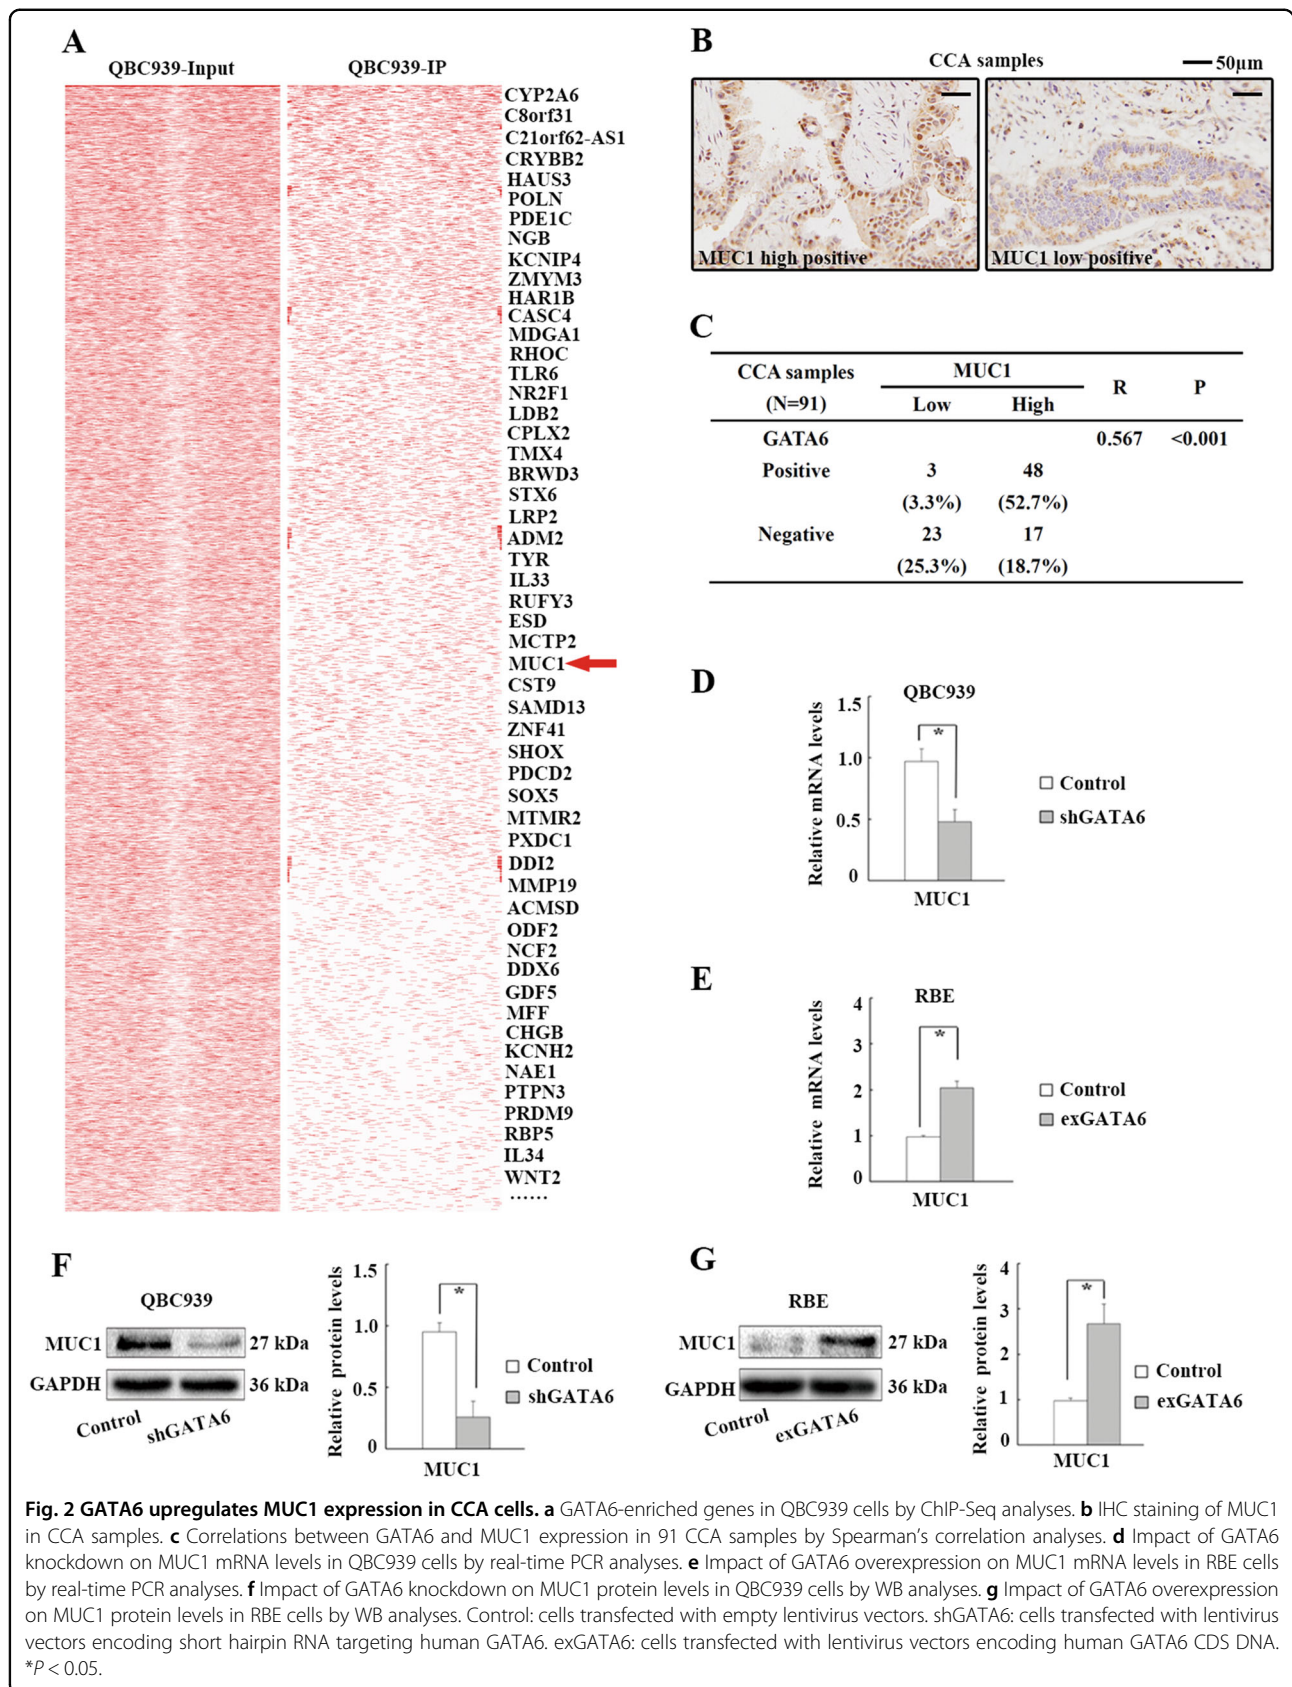 A
QBC939-Input
QBC939-IP
CYP2A6
C8orf31
C21orf62-AS1
CRYBB2
HAUS3
POLN
PDE1C
NGB
KCNIP4
ZMYM3
HAR1B
CASC4
MDGA1
RHOC
TLR6
NR2F1
LDB2
CPLX2
TMX4
BRWD3
STX6
LRP2
ADM2
TYR
IL33
RUFY3
ESD
MCTP2
MUC1
CST9
SAMD13
ZNF41
SHOX
PDCD2
SOX5
MTMR2
PXDC1
DDI2
MMP19
ACMSD
ODF2
NCF2
DDX6
GDF5
MFF
CHGB
KCNH2
NAE1
PTPN3
PRDM9
RBP5
IL34
WNT2
......
B
CCA samples
50µm
MUC1 high positive
MUC1 low positive
C
CCA samples MUC1 R P
(N=91) Low High
GATA6 0.567 <0.001
Positive 3 48
(3.3%) (52.7%)
Negative 23 17
(25.3%) (18.7%)
D
QBC939
Relative mRNA levels
1.5
1.0
0.5
0
*
MUC1
Control
shGATA6
E
RBE
Relative mRNA levels
4
3
2
1
0
*
MUC1
Control
exGATA6
F
QBC939
MUC1 27 kDa
GAPDH 36 kDa
Control shGATA6
Relative protein levels
1.5
1.0
0.5
0
*
MUC1
Control
shGATA6
G
RBE
MUC1 27 kDa
GAPDH 36 kDa
Control exGATA6
Relative protein levels
4
3
2
1
0
*
MUC1
Control
exGATA6
Fig. 2 GATA6 upregulates MUC1 expression in CCA cells. a GATA6-enriched genes in QBC939 cells by ChIP-Seq analyses. b IHC staining of MUC1
in CCA samples. c Correlations between GATA6 and MUC1 expression in 91 CCA samples by Spearman's correlation analyses. d Impact of GATA6
knockdown on MUC1 mRNA levels in QBC939 cells by real-time PCR analyses. e Impact of GATA6 overexpression on MUC1 mRNA levels in RBE cells
by real-time PCR analyses. f Impact of GATA6 knockdown on MUC1 protein levels in QBC939 cells by WB analyses. g Impact of GATA6 overexpression
on MUC1 protein levels in RBE cells by WB analyses. Control: cells transfected with empty lentivirus vectors. shGATA6: cells transfected with lentivirus
vectors encoding short hairpin RNA targeting human GATA6. exGATA6: cells transfected with lentivirus vectors encoding human GATA6 CDS DNA.
*P < 0.05.